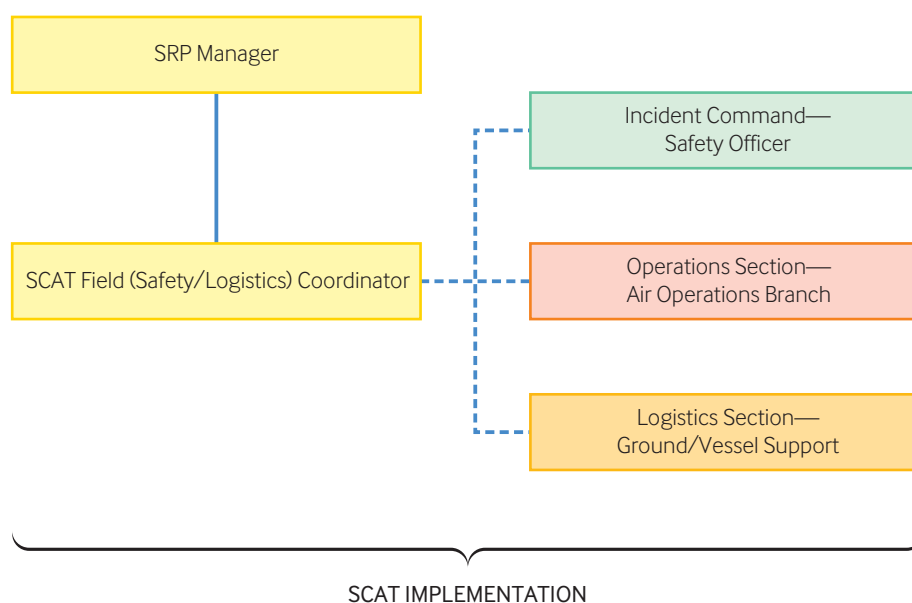 SRP Manager
Incident Command—
Safety Officer
SCAT Field (Safety/Logistics) Coordinator
Operations Section—
Air Operations Branch
Logistics Section—
Ground/Vessel Support
SCAT IMPLEMENTATION